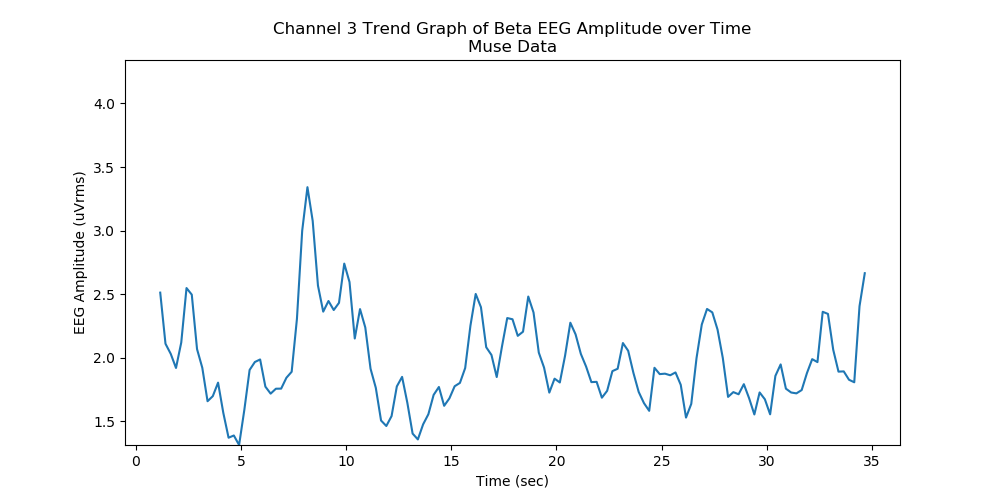 Channel 3 Trend Graph of Beta EEG Amplitude over Time
Muse Data
EEG Amplitude (uVrms)
4.0
3.5
3.0
2.5
2.0
1.5
0 5 10 15 20 25 30 35
Time (sec)